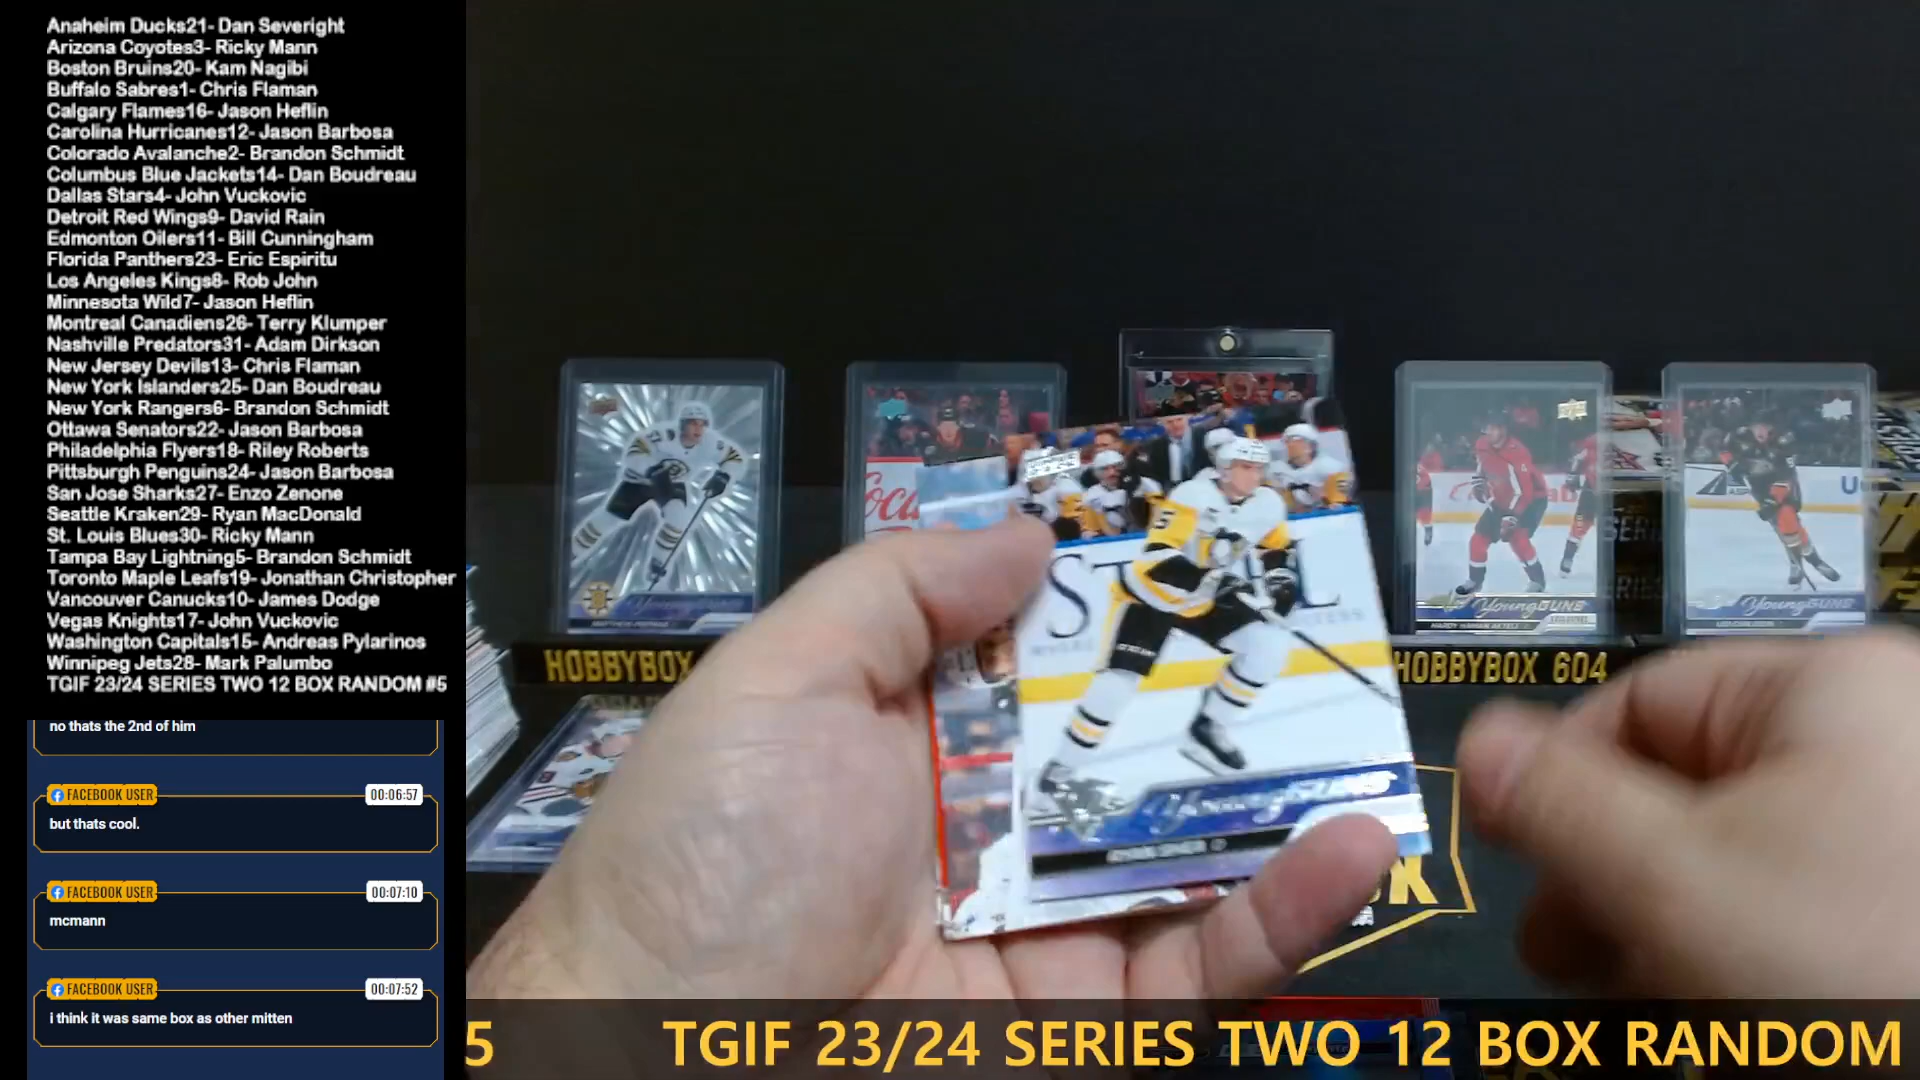 Anaheim Ducks21- Dan Severight
Arizona Coyotes3- Ricky Mann
Boston Bruins20- Kam Nagibi
Buffalo Sabres1- Chris Flaman
Calgary Flames16- Jason Heflin
Carolina Hurricanes12- Jason Barbosa
Colorado Avalanche2- Brandon Schmidt
Columbus Blue Jackets14- Dan Boudreau
Dallas Stars4- John Vuckovic
Detroit Red Wings9- David Rain
Edmonton Oilers11- Bill Cunningham
Florida Panthers23- Eric Espiritu
Los Angeles Kings8- Rob John
Minnesota Wild7- Jason Heflin
Montreal Canadiens26- Terry Klumper
Nashville Predators31- Adam Dirkson
New Jersey Devils13- Chris Flaman
New York Islanders25- Dan Boudreau
New York Rangers6- Brandon Schmidt
Ottawa Senators22- Jason Barbosa
Philadelphia Flyers18- Riley Roberts
Pittsburgh Penguins24- Jason Barbosa
San Jose Sharks27- Enzo Zenone
Seattle Kraken29- Ryan MacDonald
St. Louis Blues30- Ricky Mann
Tampa Bay Lightning5- Brandon Schmidt
Toronto Maple Leafs19- Jonathan Christopher
Vancouver Canucks10- James Dodge
Vegas Knights17- John Vuckovic
Washington Capitals15- Andreas Pylarinos
Winnipeg Jets28- Mark Palumbo
TGIF 23/24 SERIES TWO 12 BOX RANDOM #5
no thats the 2nd of him
FACEBOOK USER 00:06:57
but thats cool.
FACEBOOK USER 00:07:10
mcmann
FACEBOOK USER 00:07:52
i think it was same box as other mitten
HOBBYBOX
HOBBYBOX 604
Young GUNS
Young GUNS
Young GUNS
5 TGIF 23/24 SERIES TWO 12 BOX RANDOM